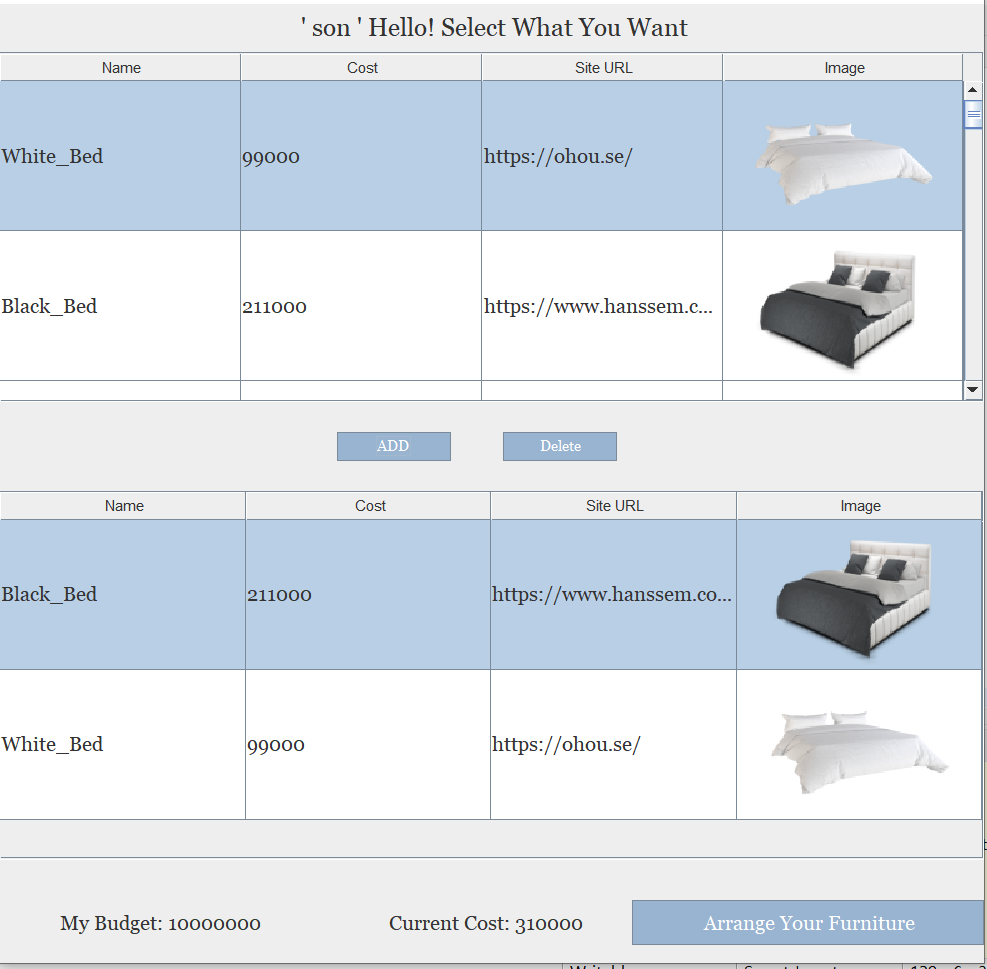 ' son ' Hello! Select What You Want
Name Cost Site URL Image
White_Bed 99000 https://ohou.se/
Black_Bed 211000 https://www.hanssem.c...
ADD Delete
Name Cost Site URL Image
Black_Bed 211000 https://www.hanssem.co...
White_Bed 99000 https://ohou.se/
My Budget: 10000000 Current Cost: 310000 Arrange Your Furniture